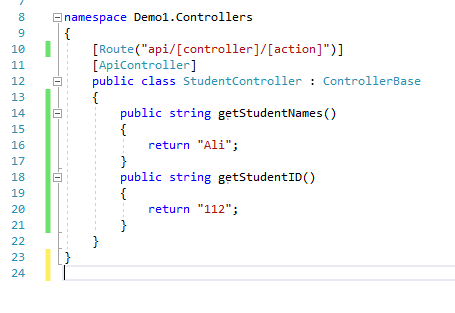 7
8 namespace Demo1.Controllers
9 {
10 [Route("api/[controller]/[action]")]
11 [ApiController]
12 public class StudentController : ControllerBase
13 {
14 public string getStudentNames()
15 {
16 return "Ali";
17 }
18 public string getStudentID()
19 {
20 return "112";
21 }
22 }
23 }
24